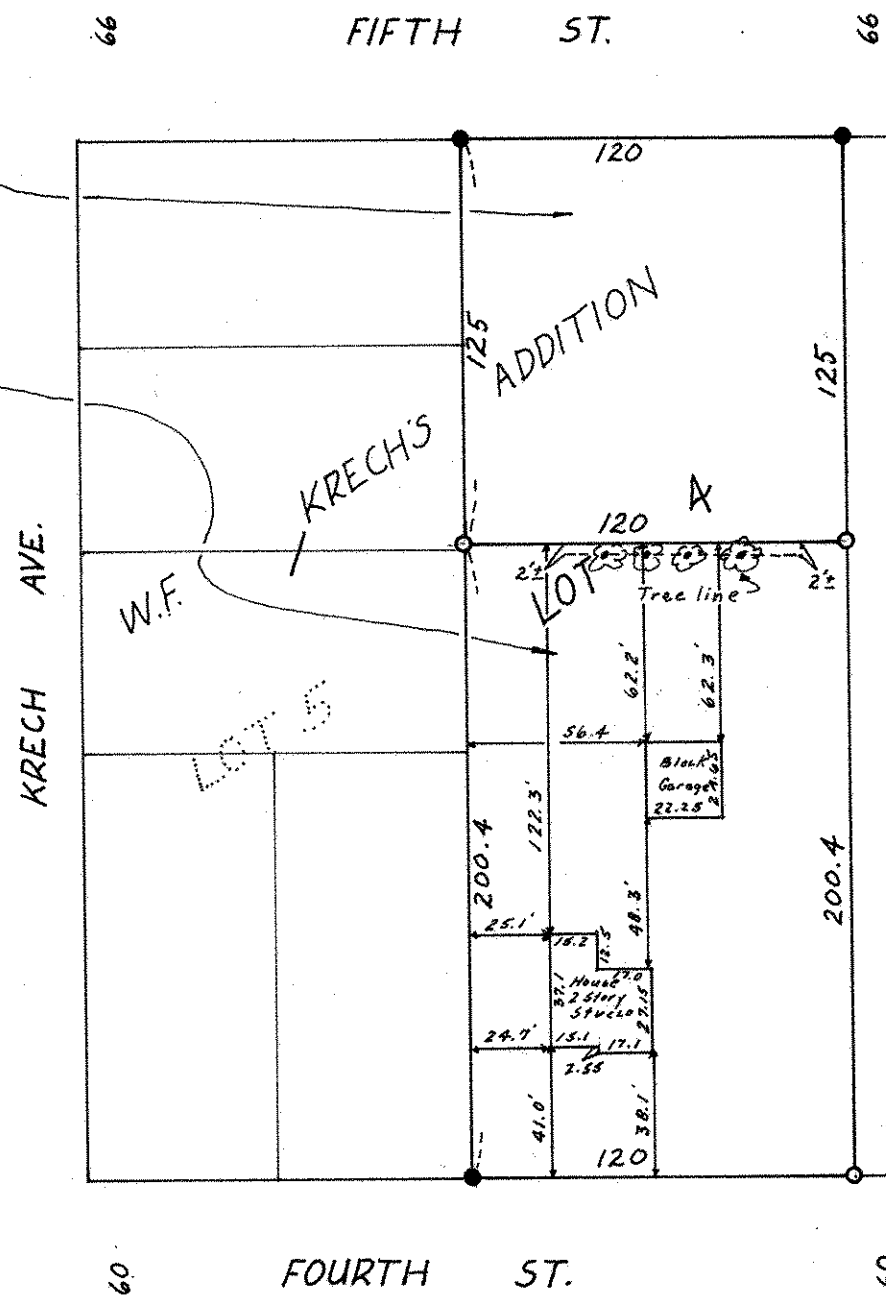 66
FIFTH ST.
66
120
125
ADDITION
125
KRECH'S
A
120
2'±
LOT
Tree line
2'±
AVE.
W.F.
KRECH
LOT 5
62.2'
62.3'
56.4
Block
Garage
22.25
122.3'
200.4
200.4
48.3'
25.1'
15.2
12.5
17.0
37.1
House
2 Story
Stucco
27.15
24.7'
15.1
17.1
2.55
41.0'
38.1'
120
60
FOURTH ST.
60